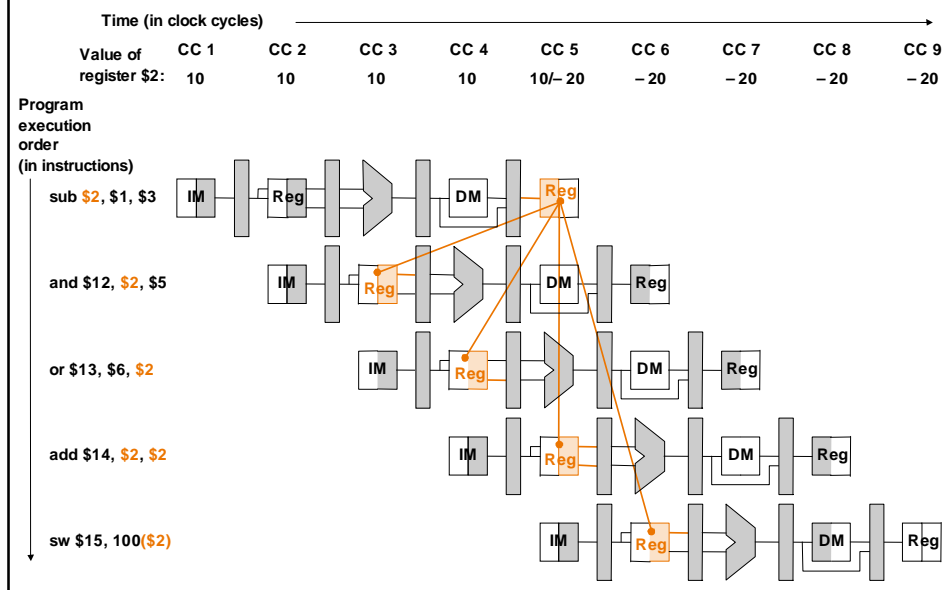 Time (in clock cycles)
Value of register $2:
CC 1 CC 2 CC 3 CC 4 CC 5 CC 6 CC 7 CC 8 CC 9
10 10 10 10 10/– 20 – 20 – 20 – 20 – 20
Program
execution
order
(in instructions)
sub $2, $1, $3
IM Reg DM Reg
and $12, $2, $5
IM Reg DM Reg
or $13, $6, $2
IM Reg DM Reg
add $14, $2, $2
IM Reg DM Reg
sw $15, 100($2)
IM Reg DM Reg